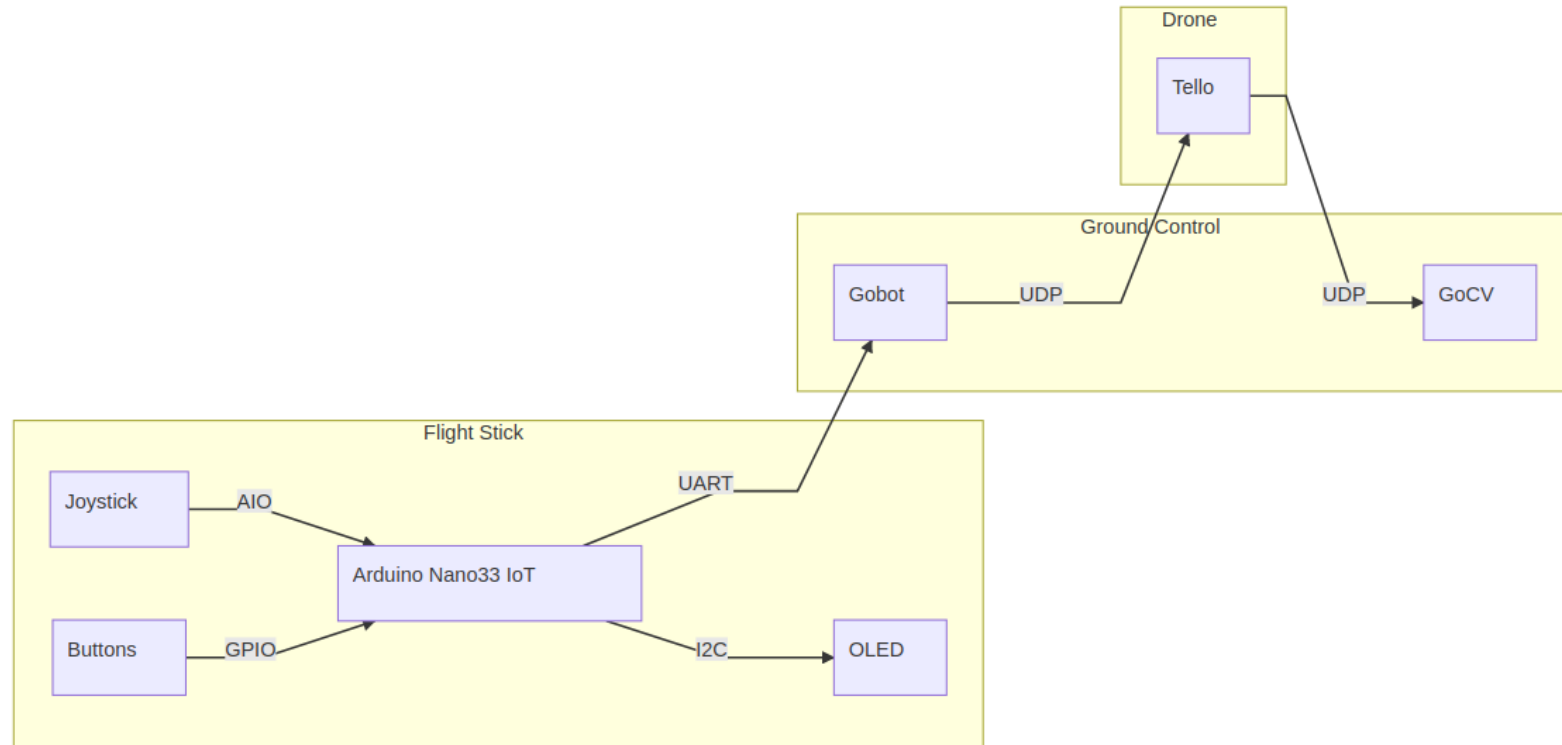 Drone
Tello
Ground Control
Gobot
UDP
UDP
GoCV
Flight Stick
Joystick
AIO
UART
Arduino Nano33 IoT
Buttons
GPIO
I2C
OLED